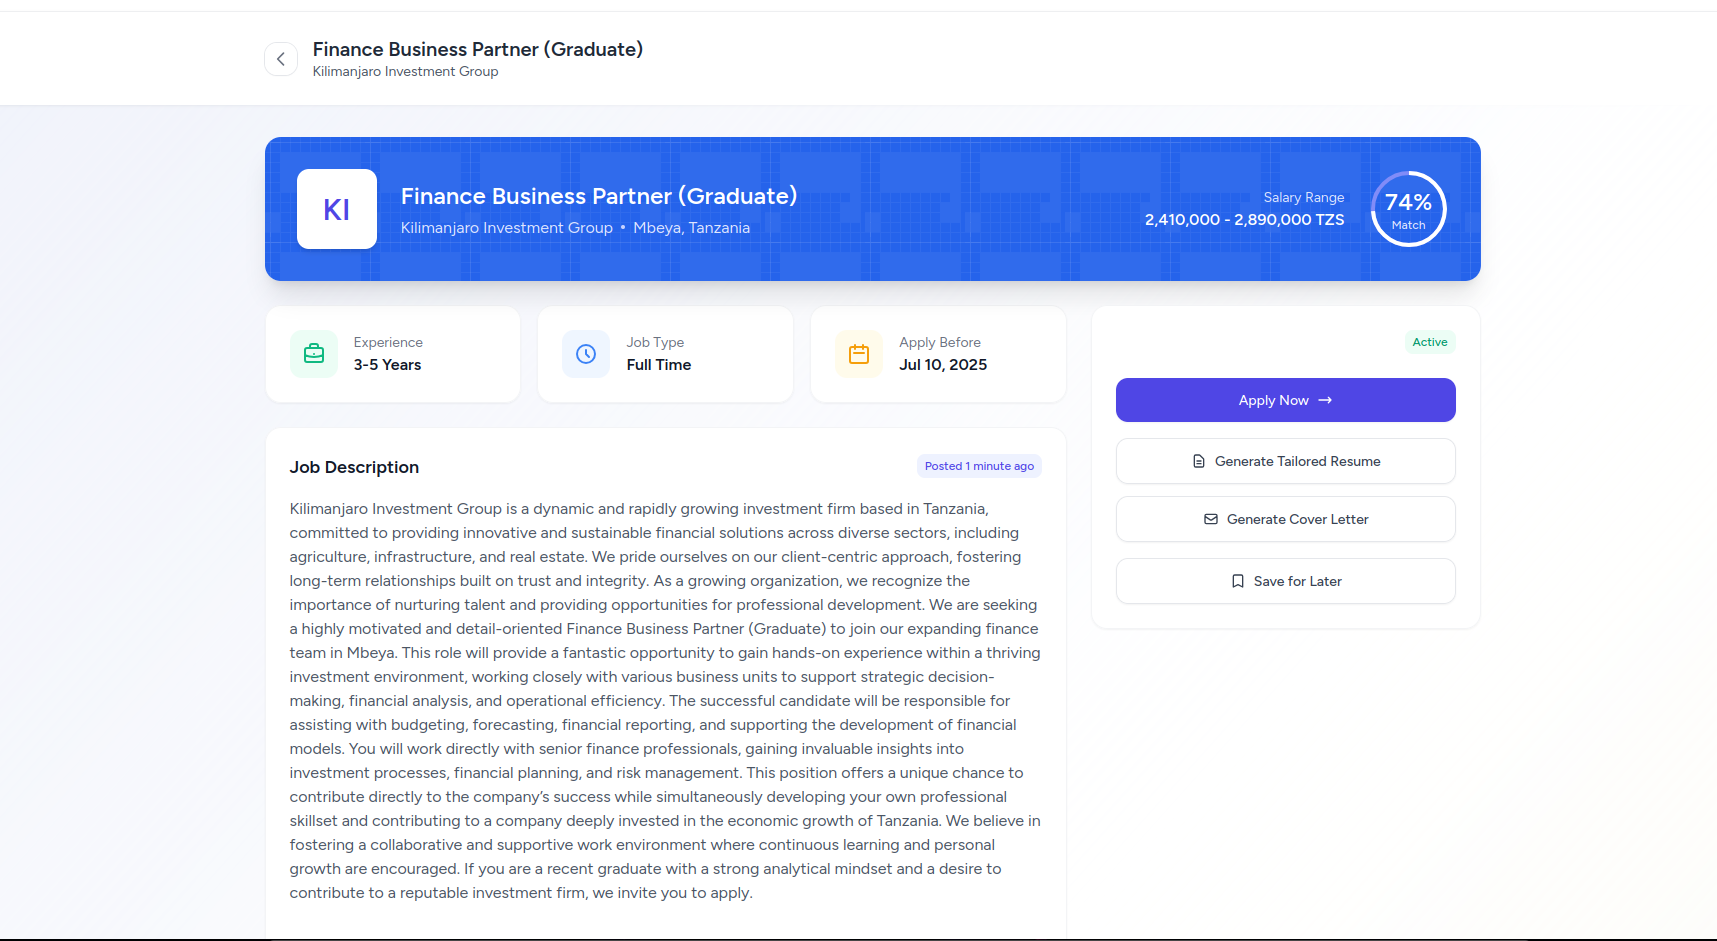 Finance Business Partner (Graduate)
Kilimanjaro Investment Group
KI
Finance Business Partner (Graduate)
Kilimanjaro Investment Group • Mbeya, Tanzania
Salary Range
2,410,000 - 2,890,000 TZS
74%
Match
Experience
3-5 Years
Job Type
Full Time
Apply Before
Jul 10, 2025
Active
Apply Now →
Generate Tailored Resume
Generate Cover Letter
Save for Later
Job Description
Posted 1 minute ago
Kilimanjaro Investment Group is a dynamic and rapidly growing investment firm based in Tanzania,
committed to providing innovative and sustainable financial solutions across diverse sectors, including
agriculture, infrastructure, and real estate. We pride ourselves on our client-centric approach, fostering
long-term relationships built on trust and integrity. As a growing organization, we recognize the
importance of nurturing talent and providing opportunities for professional development. We are seeking
a highly motivated and detail-oriented Finance Business Partner (Graduate) to join our expanding finance
team in Mbeya. This role will provide a fantastic opportunity to gain hands-on experience within a thriving
investment environment, working closely with various business units to support strategic decision-
making, financial analysis, and operational efficiency. The successful candidate will be responsible for
assisting with budgeting, forecasting, financial reporting, and supporting the development of financial
models. You will work directly with senior finance professionals, gaining invaluable insights into
investment processes, financial planning, and risk management. This position offers a unique chance to
contribute directly to the company's success while simultaneously developing your own professional
skillset and contributing to a company deeply invested in the economic growth of Tanzania. We believe in
fostering a collaborative and supportive work environment where continuous learning and personal
growth are encouraged. If you are a recent graduate with a strong analytical mindset and a desire to
contribute to a reputable investment firm, we invite you to apply.